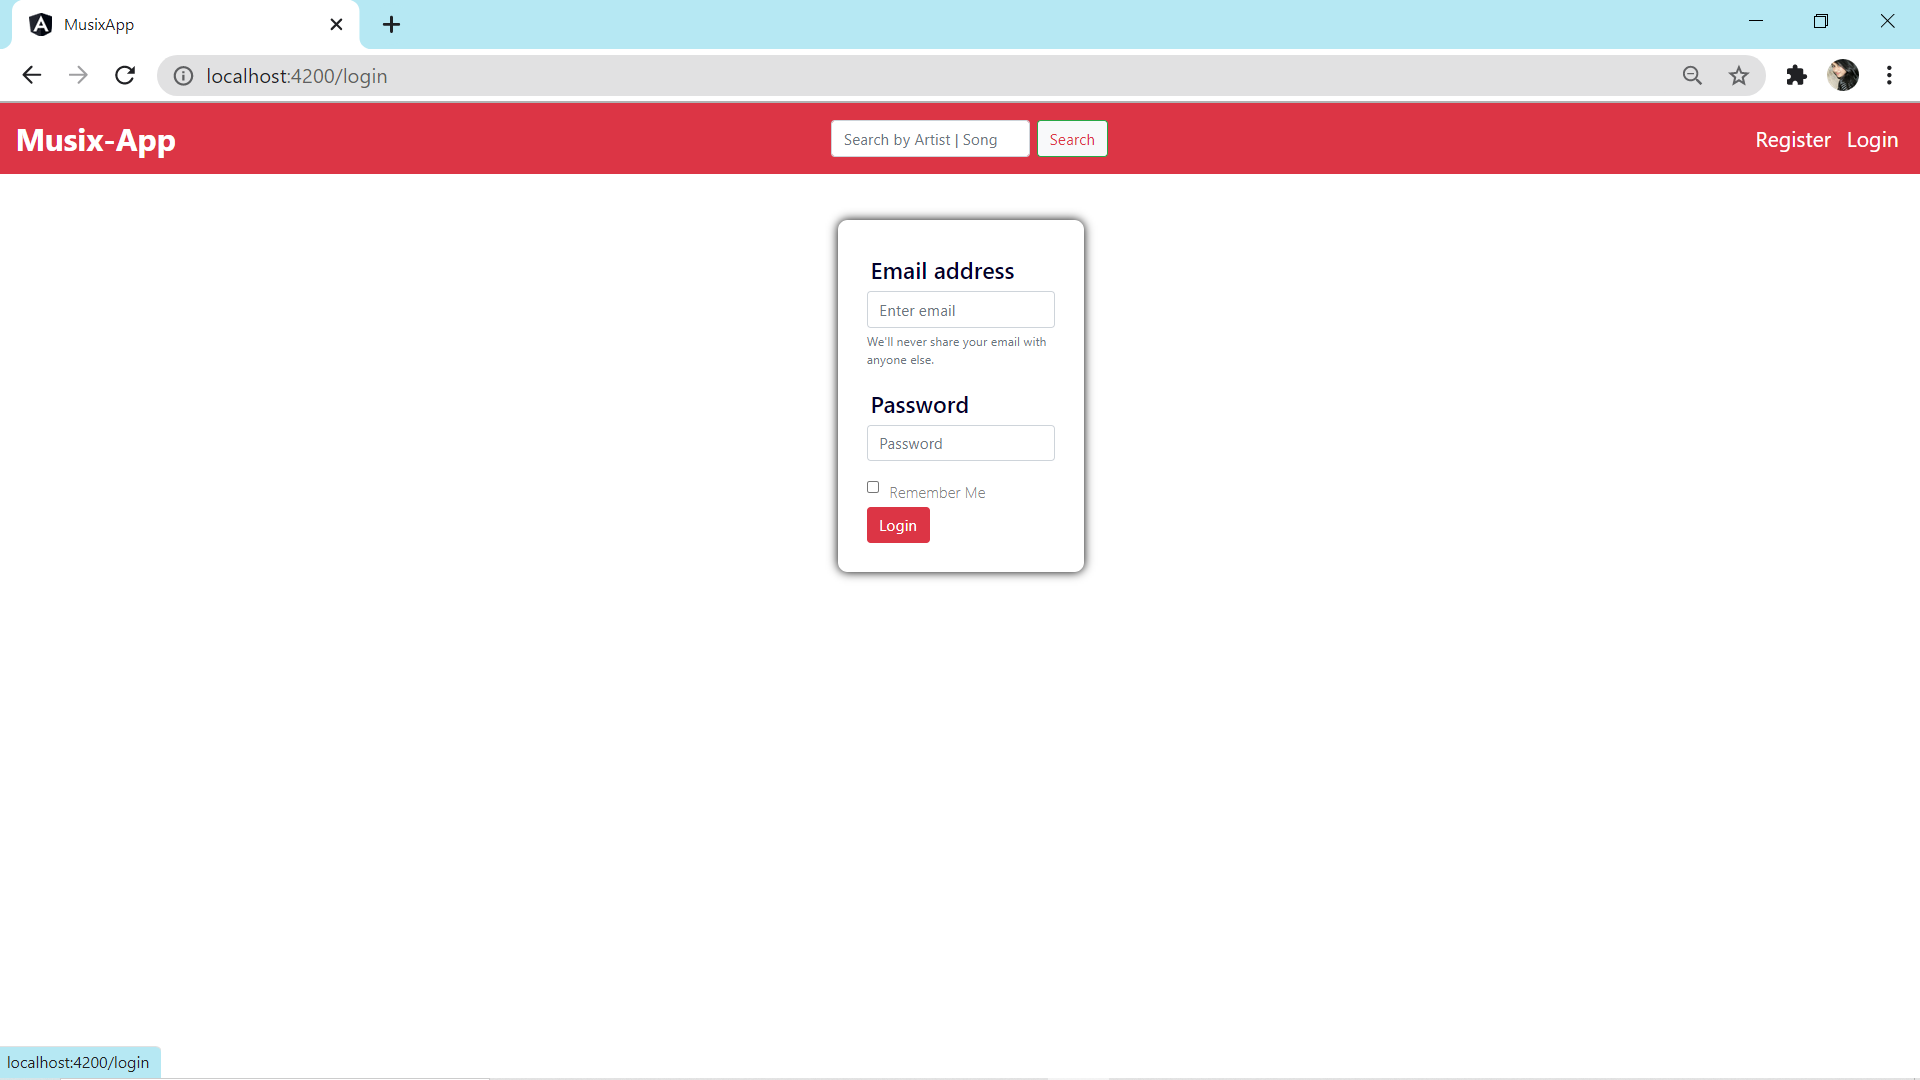 MusixApp
localhost:4200/login
Musix-App
Search by Artist | Song
Search
Register Login
Email address
Enter email
We'll never share your email with
anyone else.
Password
Password
Remember Me
Login
localhost:4200/login